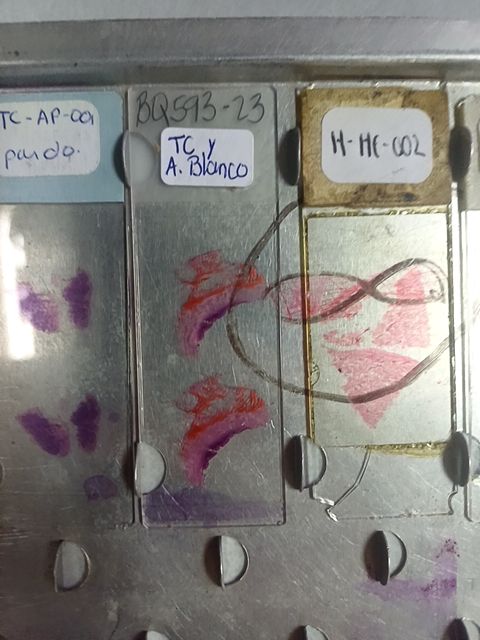 TC-AP-001
pardo.
BQ593-23
TC y
A. Blanco
H-HE-002